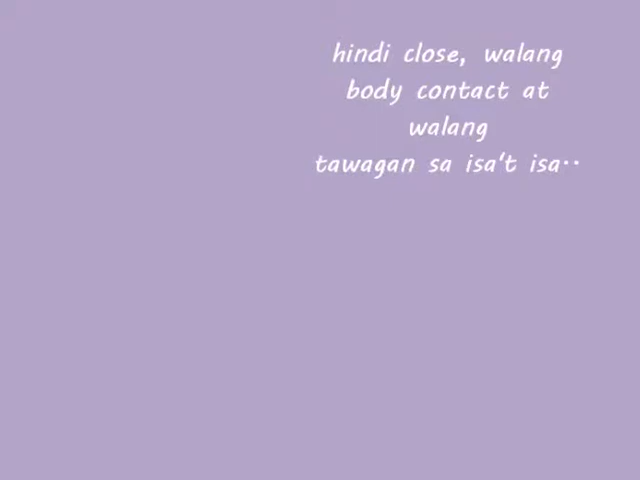 hindi close, walang
body contact at
walang
tawagan sa isa't isa..